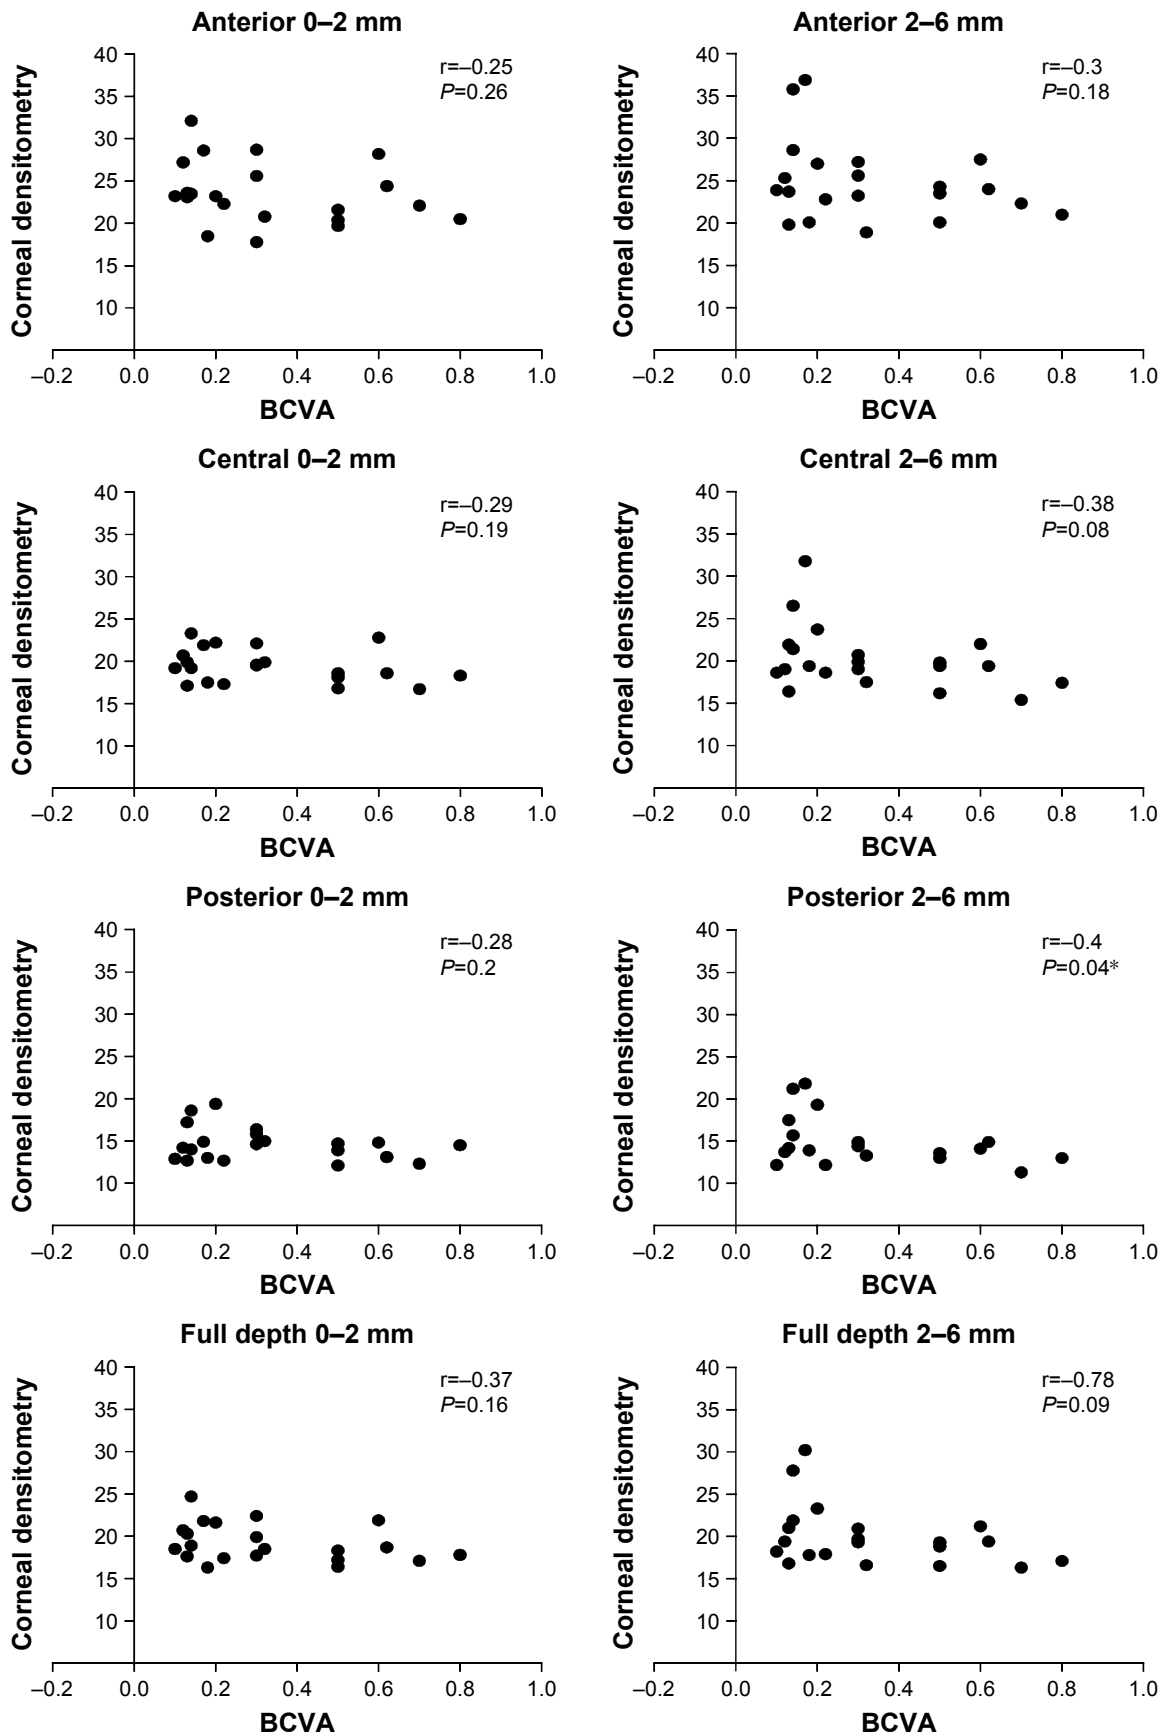 Anterior 0–2 mm
r=–0.25
P=0.26
Corneal densitometry
40
35
30
25
20
15
10
–0.2 0.0 0.2 0.4 0.6 0.8 1.0
BCVA
Anterior 2–6 mm
r=–0.3
P=0.18
Corneal densitometry
40
35
30
25
20
15
10
–0.2 0.0 0.2 0.4 0.6 0.8 1.0
BCVA
Central 0–2 mm
r=–0.29
P=0.19
Corneal densitometry
40
35
30
25
20
15
10
–0.2 0.0 0.2 0.4 0.6 0.8 1.0
BCVA
Central 2–6 mm
r=–0.38
P=0.08
Corneal densitometry
40
35
30
25
20
15
10
–0.2 0.0 0.2 0.4 0.6 0.8 1.0
BCVA
Posterior 0–2 mm
r=–0.28
P=0.2
Corneal densitometry
40
35
30
25
20
15
10
–0.2 0.0 0.2 0.4 0.6 0.8 1.0
BCVA
Posterior 2–6 mm
r=–0.4
P=0.04*
Corneal densitometry
40
35
30
25
20
15
10
–0.2 0.0 0.2 0.4 0.6 0.8 1.0
BCVA
Full depth 0–2 mm
r=–0.37
P=0.16
Corneal densitometry
40
35
30
25
20
15
10
–0.2 0.0 0.2 0.4 0.6 0.8 1.0
BCVA
Full depth 2–6 mm
r=–0.78
P=0.09
Corneal densitometry
40
35
30
25
20
15
10
–0.2 0.0 0.2 0.4 0.6 0.8 1.0
BCVA